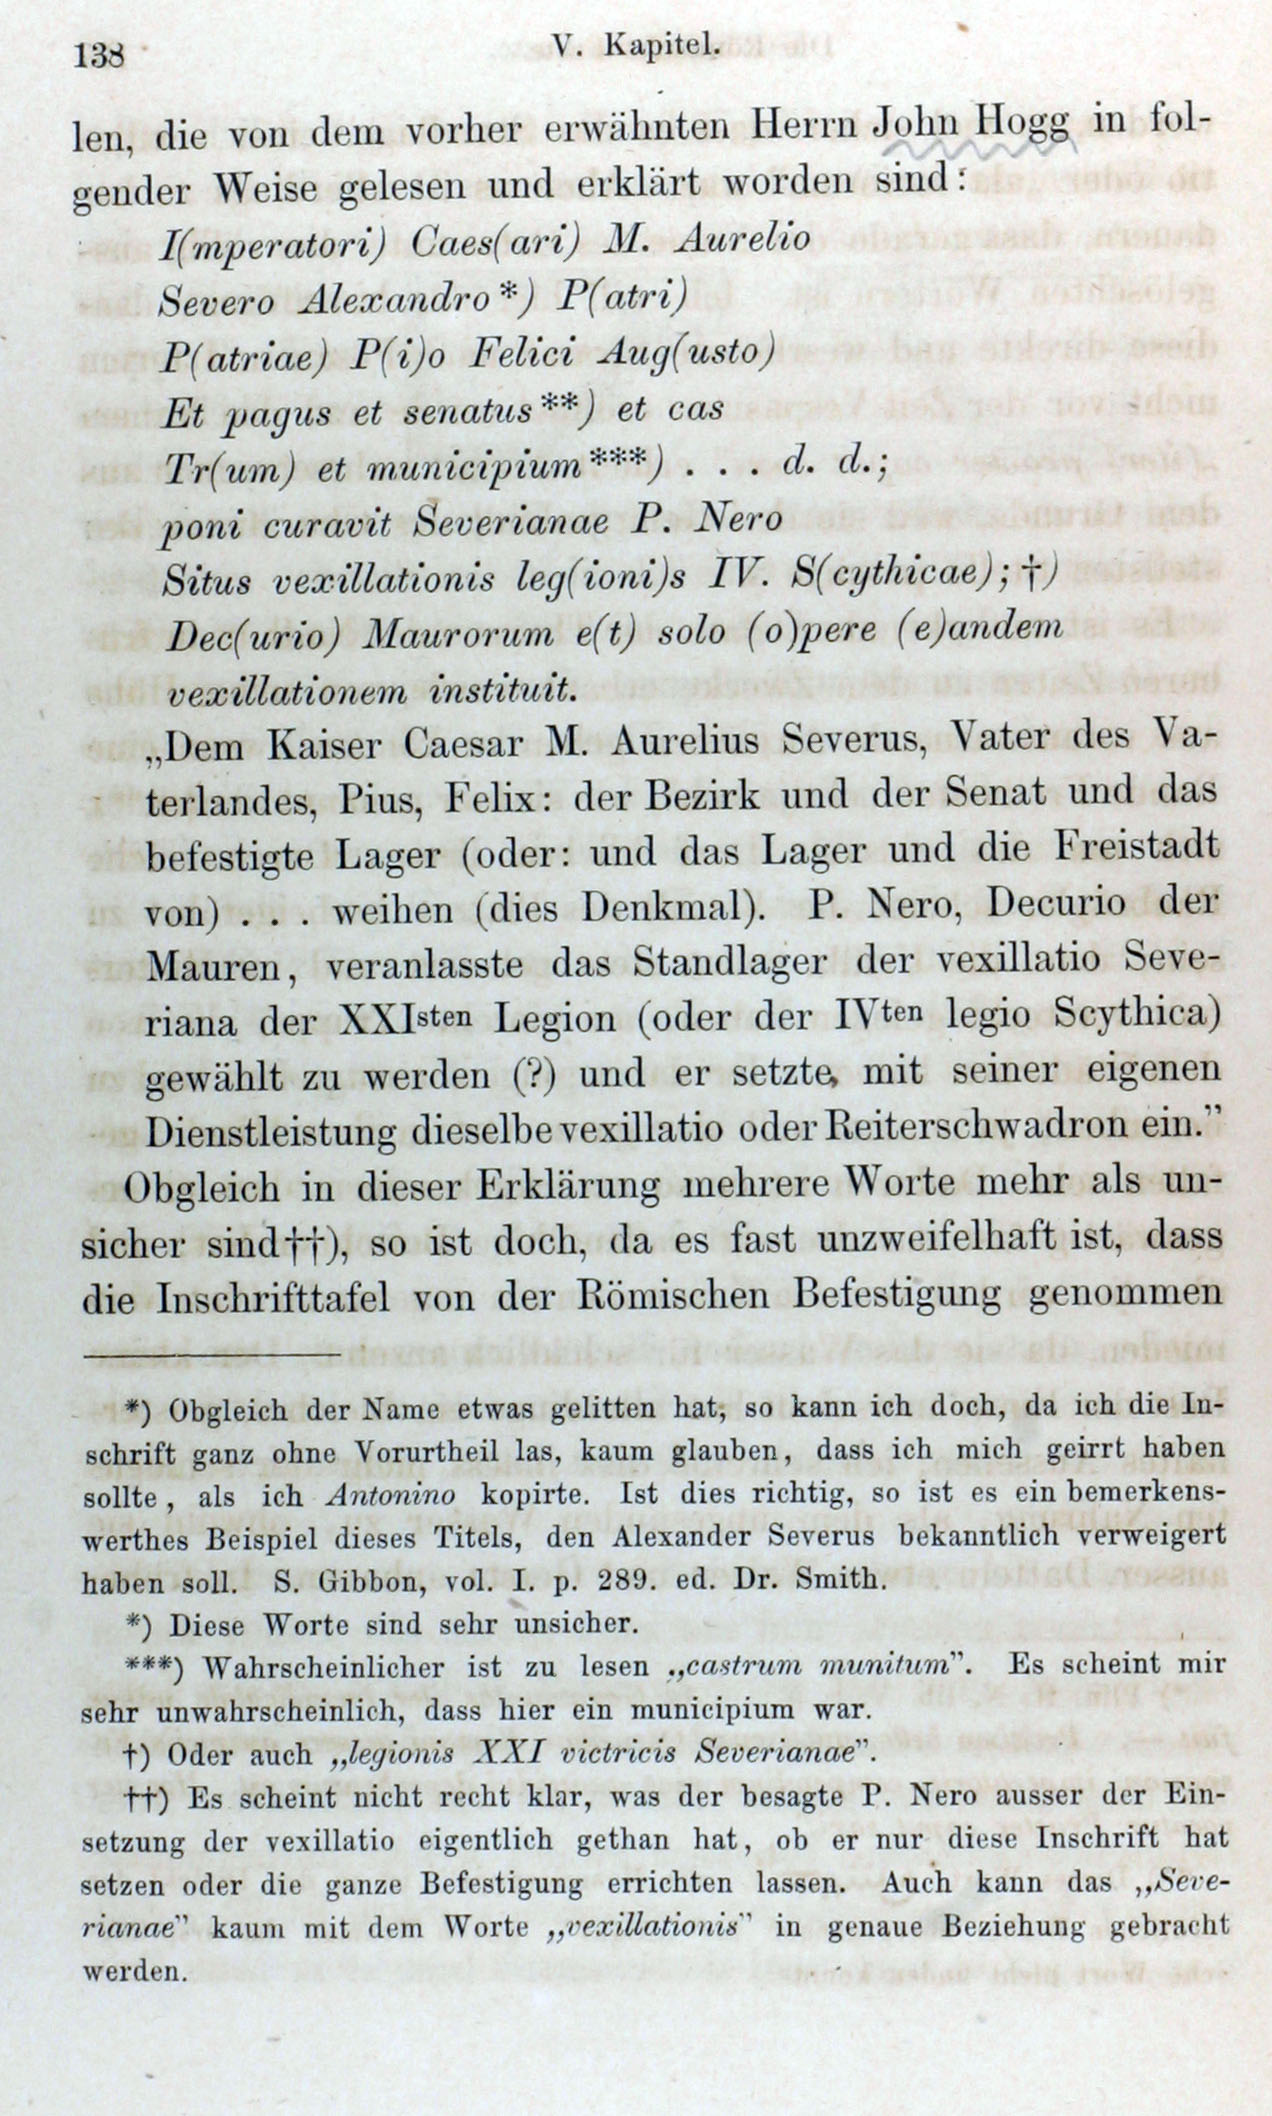 138
V. Kapitel.
len, die von dem vorher erwähnten Herrn John Hogg in fol-
gender Weise gelesen und erklärt worden sind:
I(mperatori) Caes(ari) M. Aurelio
Severo Alexandro*) P(atri)
P(atriae) P(i)o Felici Aug(usto)
Et pagus et senatus**) et cas
Tr(um) et municipium***) . . . d. d.;
poni curavit Severianae P. Nero
Situs vexillationis leg(ioni)s IV. S(cythicae);†)
Dec(urio) Maurorum e(t) solo (o)pere (e)andem
vexillationem instituit.
„Dem Kaiser Caesar M. Aurelius Severus, Vater des Va-
terlandes, Pius, Felix: der Bezirk und der Senat und das
befestigte Lager (oder: und das Lager und die Freistadt
von) . . . weihen (dies Denkmal). P. Nero, Decurio der
Mauren, veranlasste das Standlager der vexillatio Seve-
riana der XXIsten Legion (oder der IVten legio Scythica)
gewählt zu werden (?) und er setzte, mit seiner eigenen
Dienstleistung dieselbe vexillatio oder Reiterschwadron ein.”
Obgleich in dieser Erklärung mehrere Worte mehr als un-
sicher sind††), so ist doch, da es fast unzweifelhaft ist, dass
die Inschrifttafel von der Römischen Befestigung genommen
*) Obgleich der Name etwas gelitten hat, so kann ich doch, da ich die In-
schrift ganz ohne Vorurtheil las, kaum glauben, dass ich mich geirrt haben
sollte, als ich Antonino kopirte. Ist dies richtig, so ist es ein bemerkens-
werthes Beispiel dieses Titels, den Alexander Severus bekanntlich verweigert
haben soll. S. Gibbon, vol. I. p. 289. ed. Dr. Smith.
*) Diese Worte sind sehr unsicher.
***) Wahrscheinlicher ist zu lesen „castrum munitum”. Es scheint mir
sehr unwahrscheinlich, dass hier ein municipium war.
†) Oder auch „legionis XXI victricis Severianae”.
††) Es scheint nicht recht klar, was der besagte P. Nero ausser der Ein-
setzung der vexillatio eigentlich gethan hat, ob er nur diese Inschrift hat
setzen oder die ganze Befestigung errichten lassen. Auch kann das „Seve-
rianae” kaum mit dem Worte „vexillationis” in genaue Beziehung gebracht
werden.